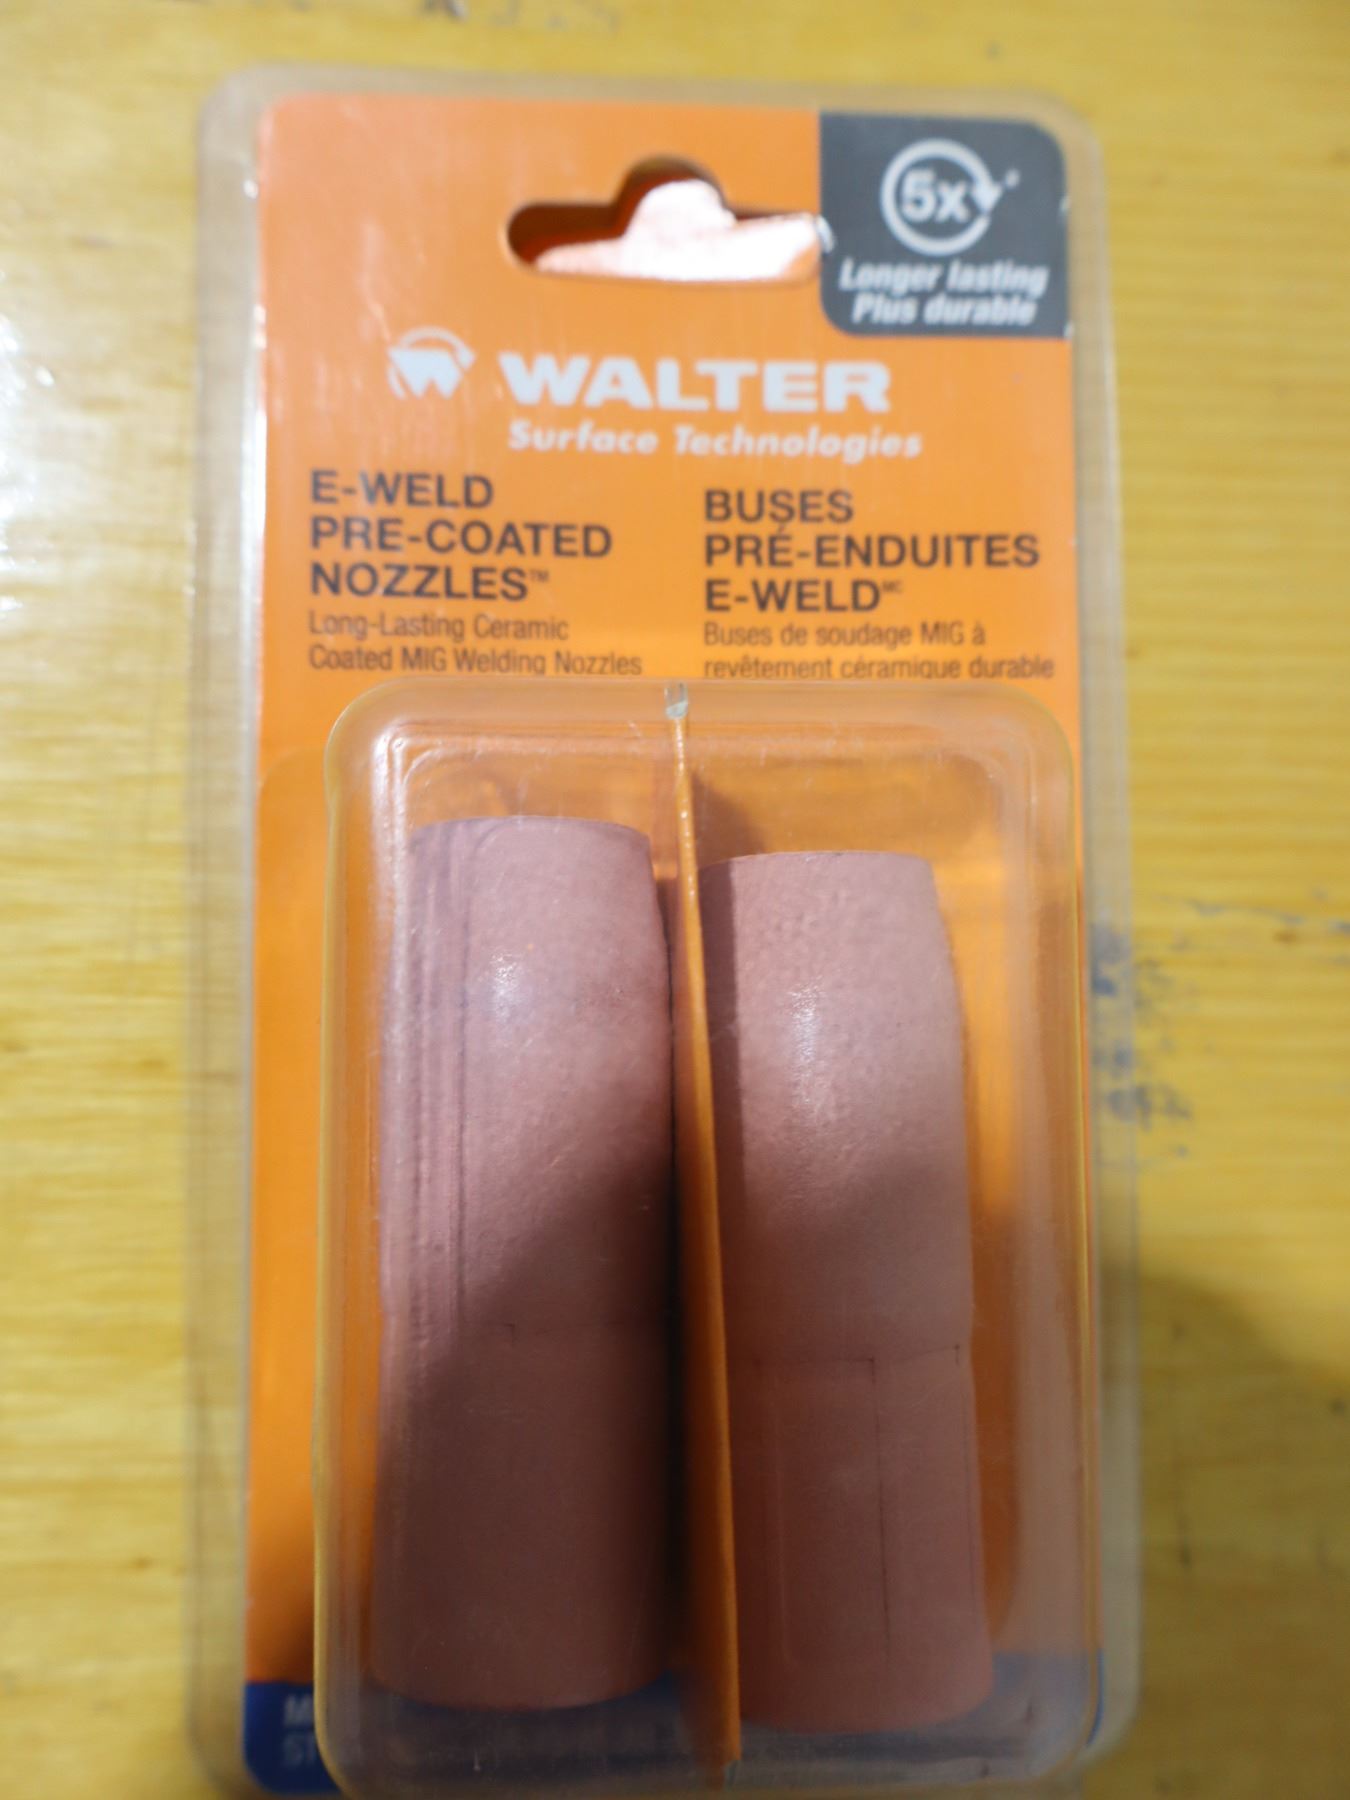 5x
Longer lasting
Plus durable
WALTER
Surface Technologies
E-WELD
PRE-COATED
NOZZLES™
Long-Lasting Ceramic
Coated MIG Welding Nozzles
BUSES
PRÉ-ENDUITES
E-WELD MC
Buses de soudage MIG à
revêtement céramique durable